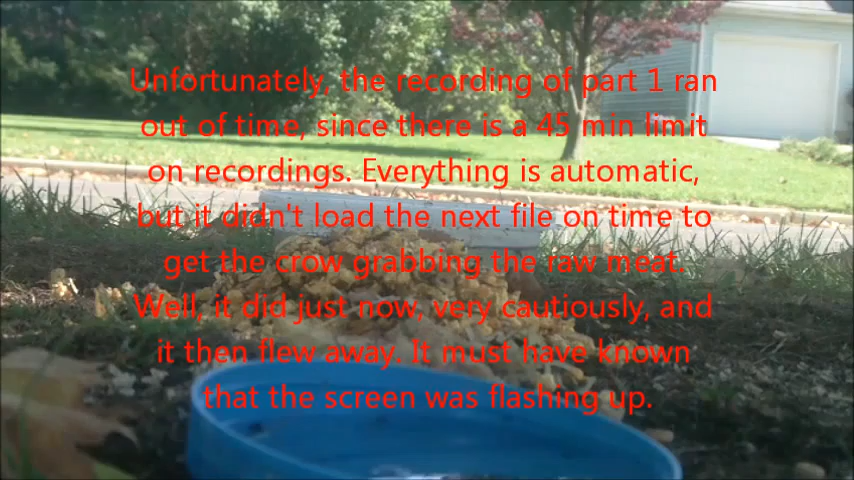 Unfortunately, the recording of part 1 ran
out of time, since there is a 45 min limit
on recordings. Everything is automatic,
but it didn't load the next file on time to
get the crow grabbing the raw meat.
Well, it did just now, very cautiously, and
it then flew away. It must have known
that the screen was flashing up.